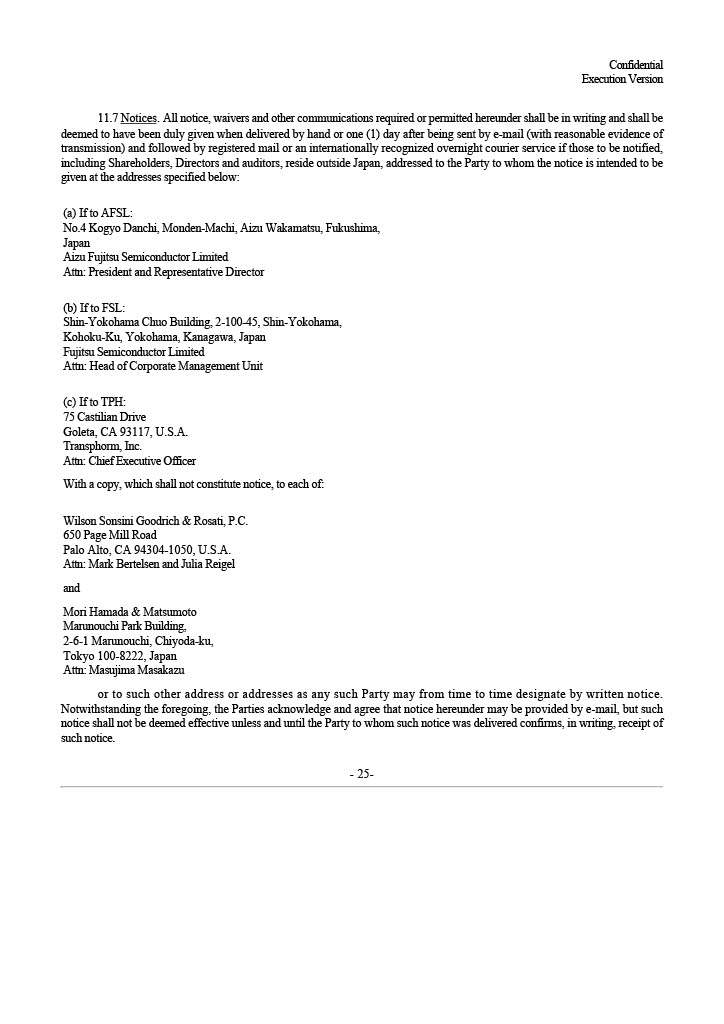 Confidential
Execution Version
11.7 Notices. All notice, waivers and other communications required or permitted hereunder shall be in writing and shall be
deemed to have been duly given when delivered by hand or one (1) day after being sent by e-mail (with reasonable evidence of
transmission) and followed by registered mail or an internationally recognized overnight courier service if those to be notified,
including Shareholders, Directors and auditors, reside outside Japan, addressed to the Party to whom the notice is intended to be
given at the addresses specified below:
(a) If to AFSL:
No.4 Kogyo Danchi, Monden-Machi, Aizu Wakamatsu, Fukushima,
Japan
Aizu Fujitsu Semiconductor Limited
Attn: President and Representative Director
(b) If to FSL:
Shin-Yokohama Chuo Building, 2-100-45, Shin-Yokohama,
Kohoku-Ku, Yokohama, Kanagawa, Japan
Fujitsu Semiconductor Limited
Attn: Head of Corporate Management Unit
(c) If to TPH:
75 Castilian Drive
Goleta, CA 93117, U.S.A.
Transphorm, Inc.
Attn: Chief Executive Officer
With a copy, which shall not constitute notice, to each of:
Wilson Sonsini Goodrich & Rosati, P.C.
650 Page Mill Road
Palo Alto, CA 94304-1050, U.S.A.
Attn: Mark Bertelsen and Julia Reigel
and
Mori Hamada & Matsumoto
Marunouchi Park Building,
2-6-1 Marunouchi, Chiyoda-ku,
Tokyo 100-8222, Japan
Attn: Masujima Masakazu
or to such other address or addresses as any such Party may from time to time designate by written notice.
Notwithstanding the foregoing, the Parties acknowledge and agree that notice hereunder may be provided by e-mail, but such
notice shall not be deemed effective unless and until the Party to whom such notice was delivered confirms, in writing, receipt of
such notice.
- 25-